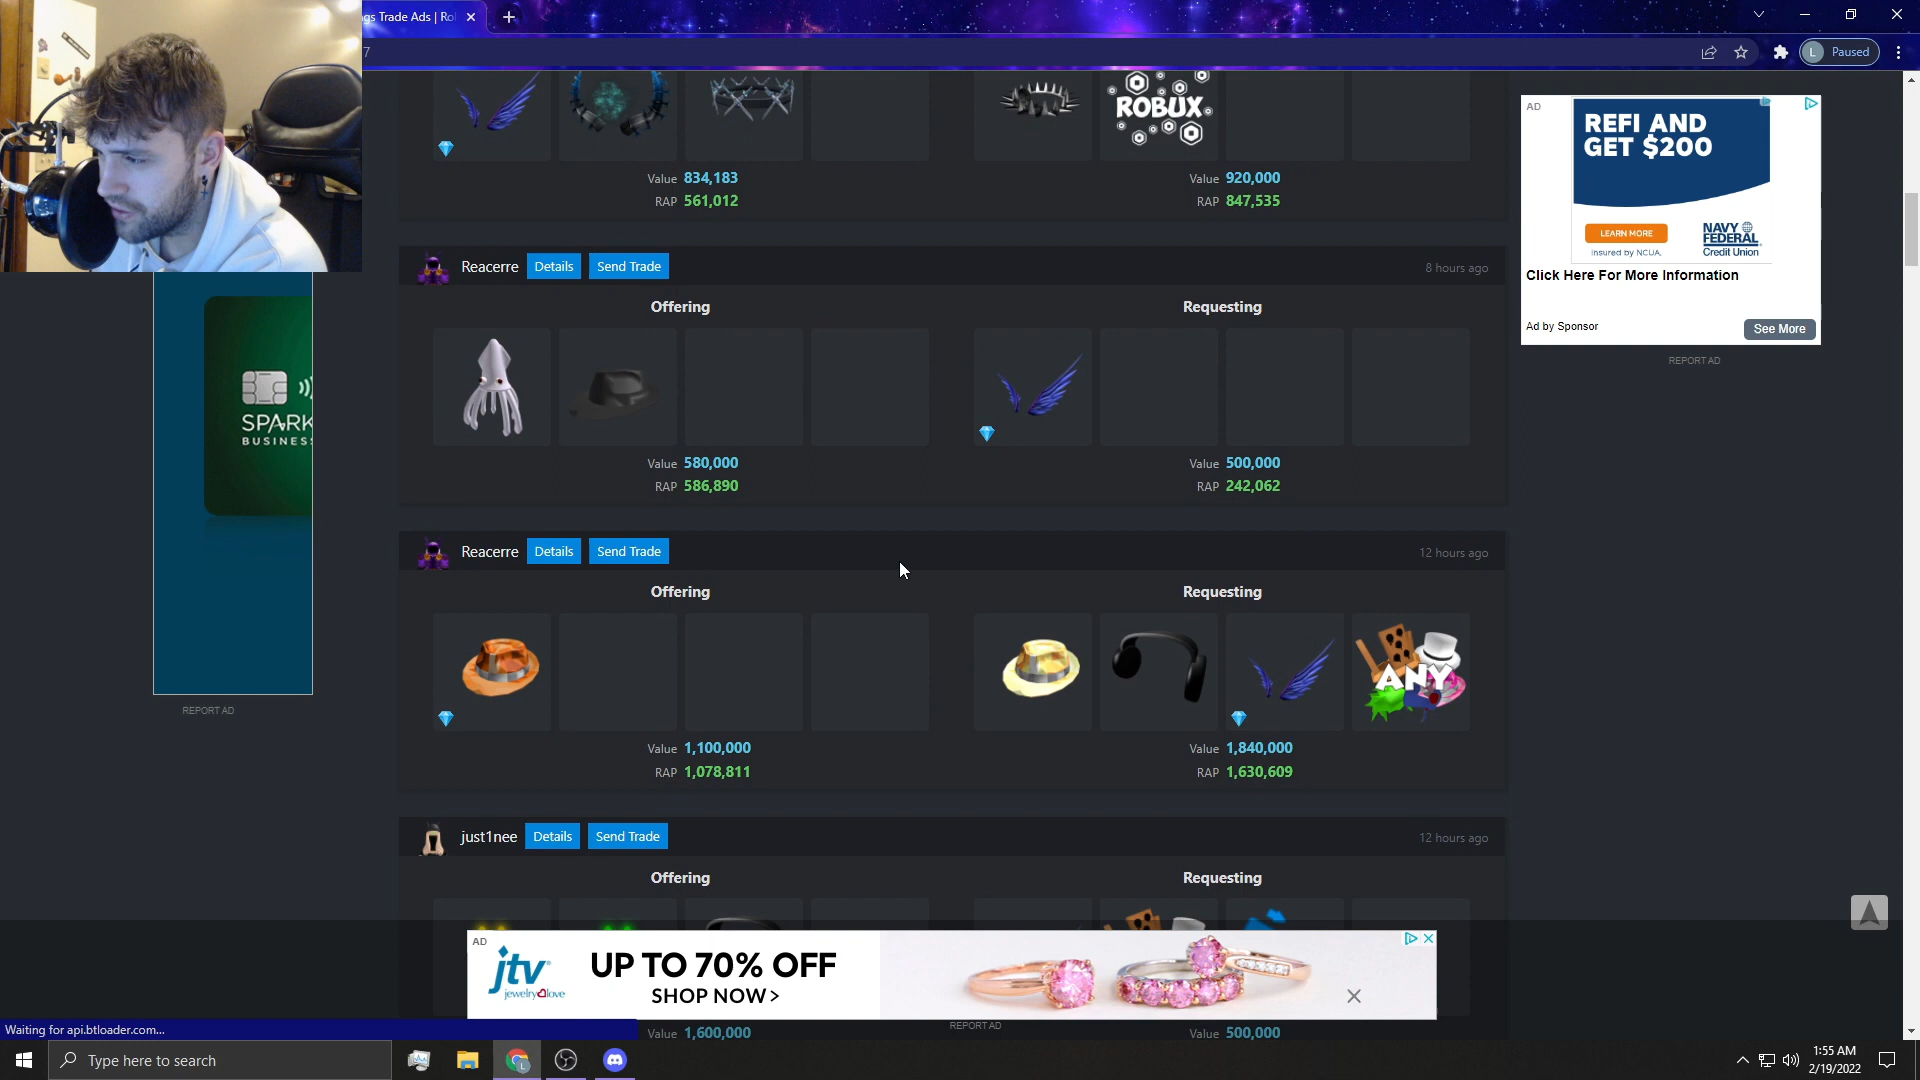 gs Trade Ads | Ro
7
L Paused
ROBUX
Value 834,183
RAP 561,012
Value 920,000
RAP 847,535
AD
REFI AND
GET $200
LEARN MORE
NAVY
FEDERAL
Credit Union
Insured by NCUA.
Click Here For More Information
Ad by Sponsor
See More
REPORT AD
Reacerre Details Send Trade
8 hours ago
Offering
Requesting
Value 580,000
RAP 586,890
Value 500,000
RAP 242,062
SPARK
BUSINESS
REPORT AD
Reacerre Details Send Trade
12 hours ago
Offering
Requesting
ANY
Value 1,100,000
RAP 1,078,811
Value 1,840,000
RAP 1,630,609
just1nee Details Send Trade
12 hours ago
Offering
Requesting
AD
jtv
jewelry love
UP TO 70% OFF
SHOP NOW >
REPORT AD
Value 1,600,000
Value 500,000
Waiting for api.btloader.com...
Type here to search
L
1:55 AM
2/19/2022